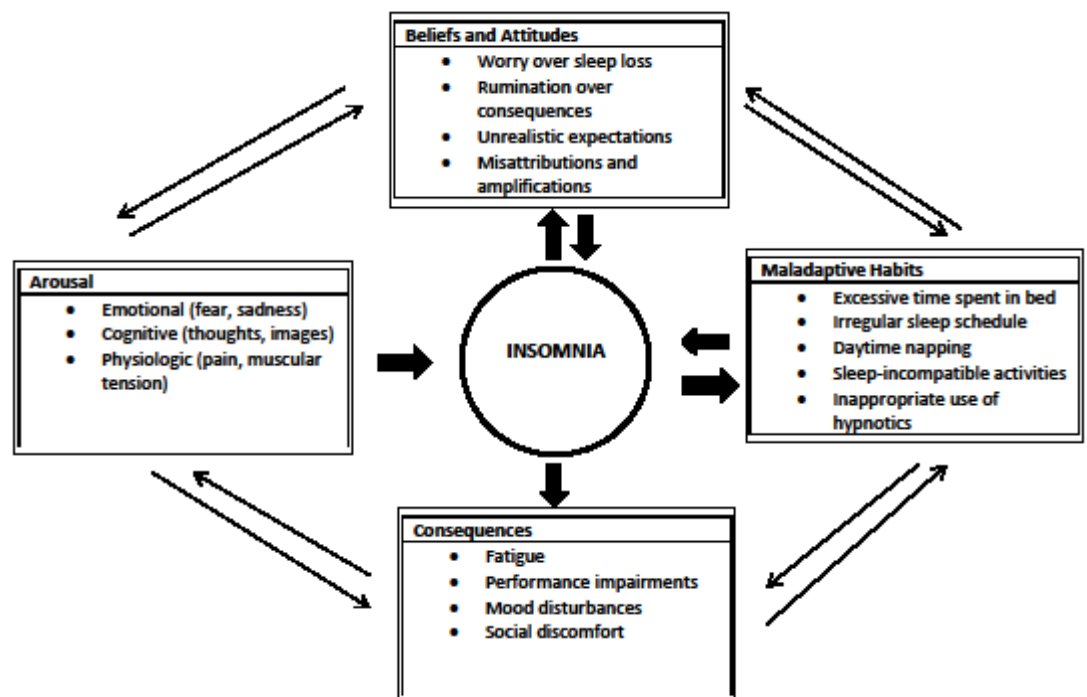 Beliefs and Attitudes
• Worry over sleep loss
• Rumination over
consequences
• Unrealistic expectations
• Misattributions and
amplifications
Arousal
• Emotional (fear, sadness)
• Cognitive (thoughts, images)
• Physiologic (pain, muscular
tension)
INSOMNIA
Maladaptive Habits
• Excessive time spent in bed
• Irregular sleep schedule
• Daytime napping
• Sleep-incompatible activities
• Inappropriate use of
hypnotics
Consequences
• Fatigue
• Performance impairments
• Mood disturbances
• Social discomfort